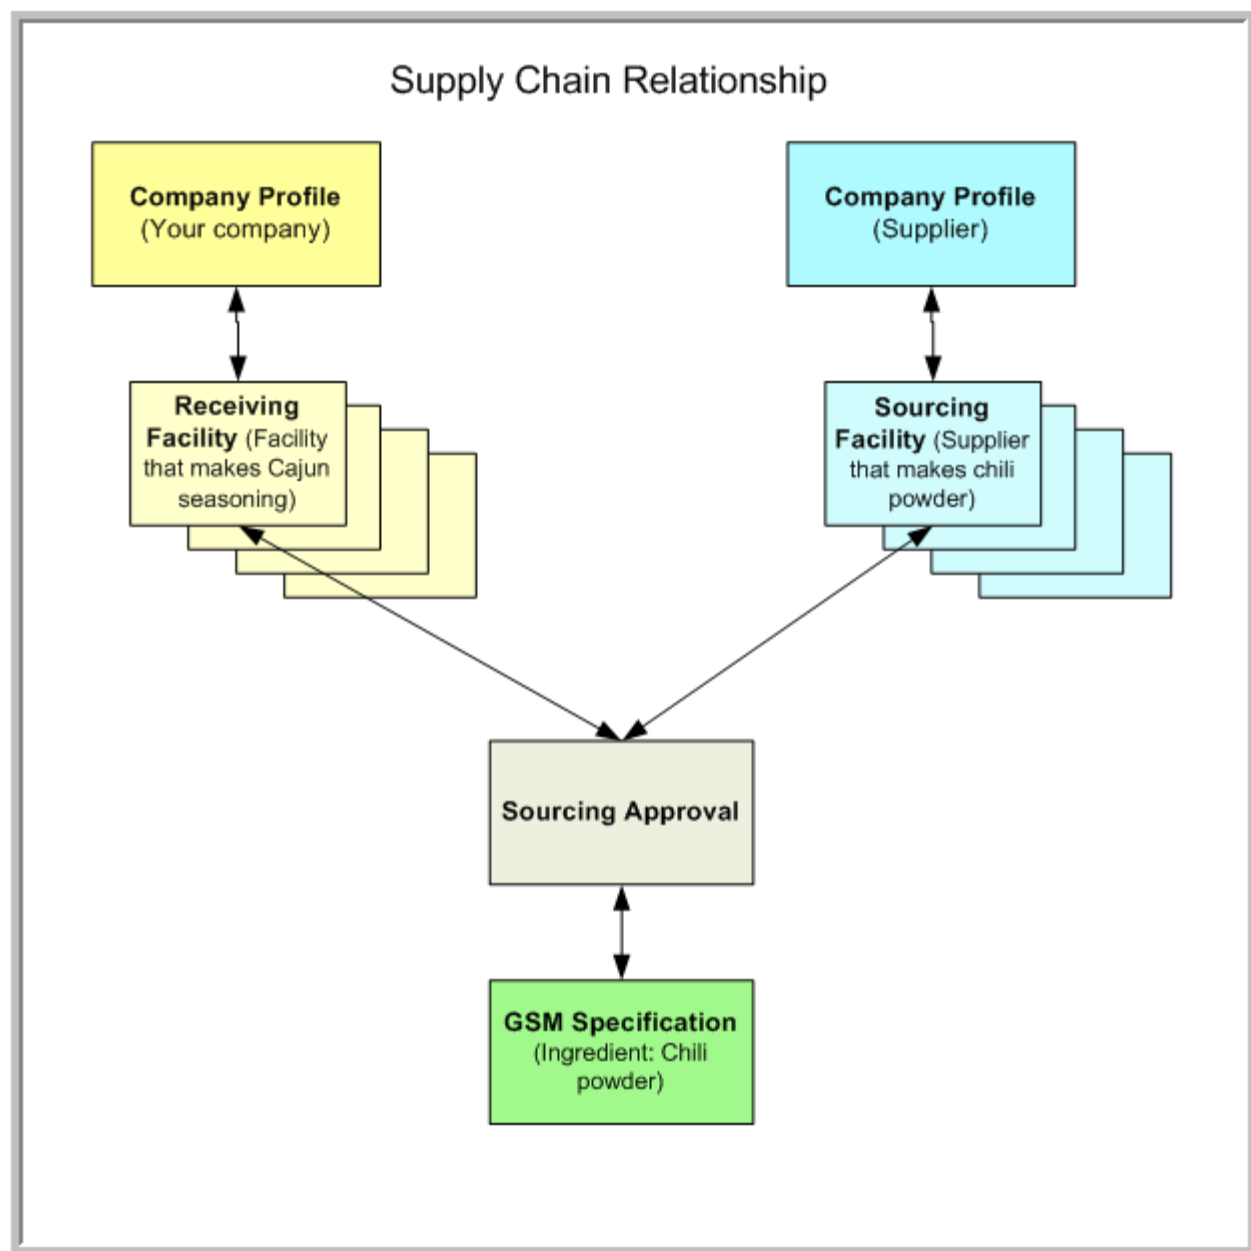 Supply Chain Relationship
Company Profile
(Your company)
Company Profile
(Supplier)
Receiving
Facility (Facility
that makes Cajun
seasoning)
Sourcing
Facility (Supplier
that makes chili
powder)
Sourcing Approval
GSM Specification
(Ingredient: Chili
powder)